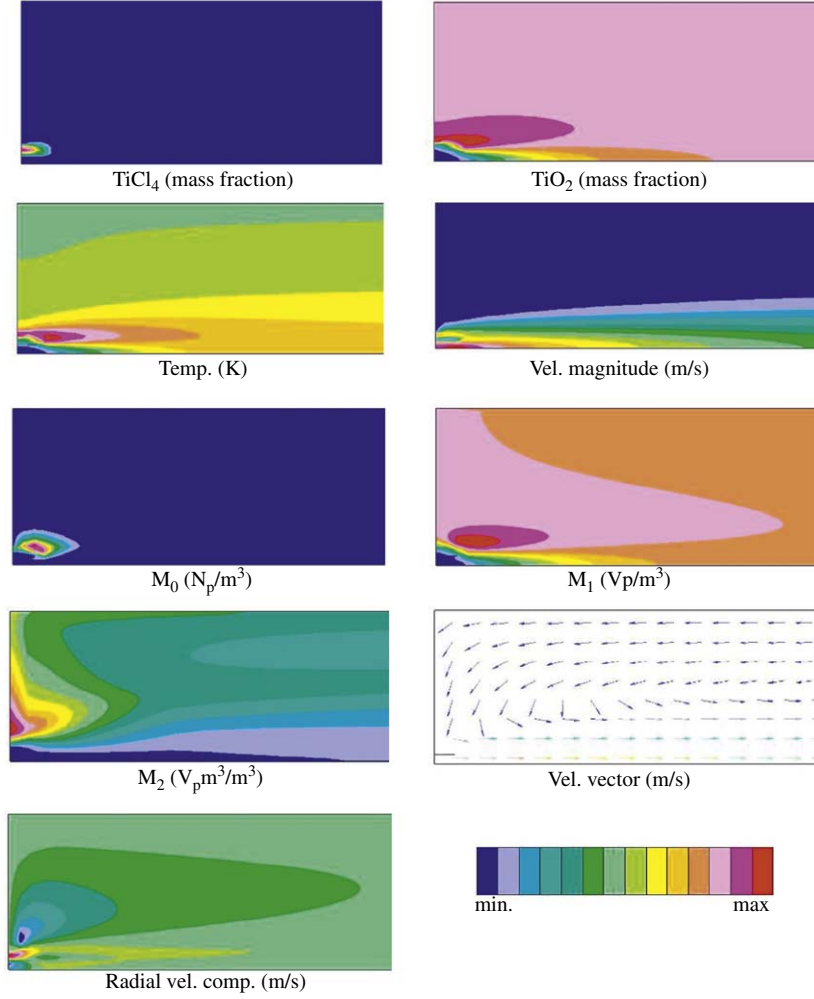 TiCl₄ (mass fraction)
TiO₂ (mass fraction)
Temp. (K)
Vel. magnitude (m/s)
M₀ (Nₚ/m³)
M₁ (Vp/m³)
M₂ (Vₚm³/m³)
Vel. vector (m/s)
min.
max
Radial vel. comp. (m/s)